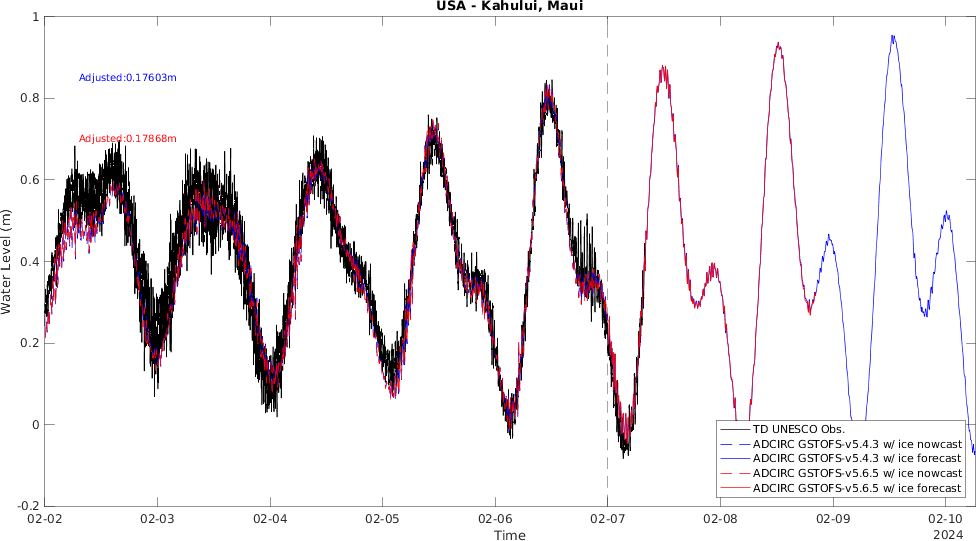 USA - Kahului, Maui
1
0.8
0.6
0.4
0.2
0
-0.2
Water Level (m)
Adjusted:0.17603m
Adjusted:0.17868m
TD UNESCO Obs.
ADCIRC GSTOFS-v5.4.3 w/ ice nowcast
ADCIRC GSTOFS-v5.4.3 w/ ice forecast
ADCIRC GSTOFS-v5.6.5 w/ ice nowcast
ADCIRC GSTOFS-v5.6.5 w/ ice forecast
02-02 02-03 02-04 02-05 02-06 02-07 02-08 02-09 02-10
Time
2024